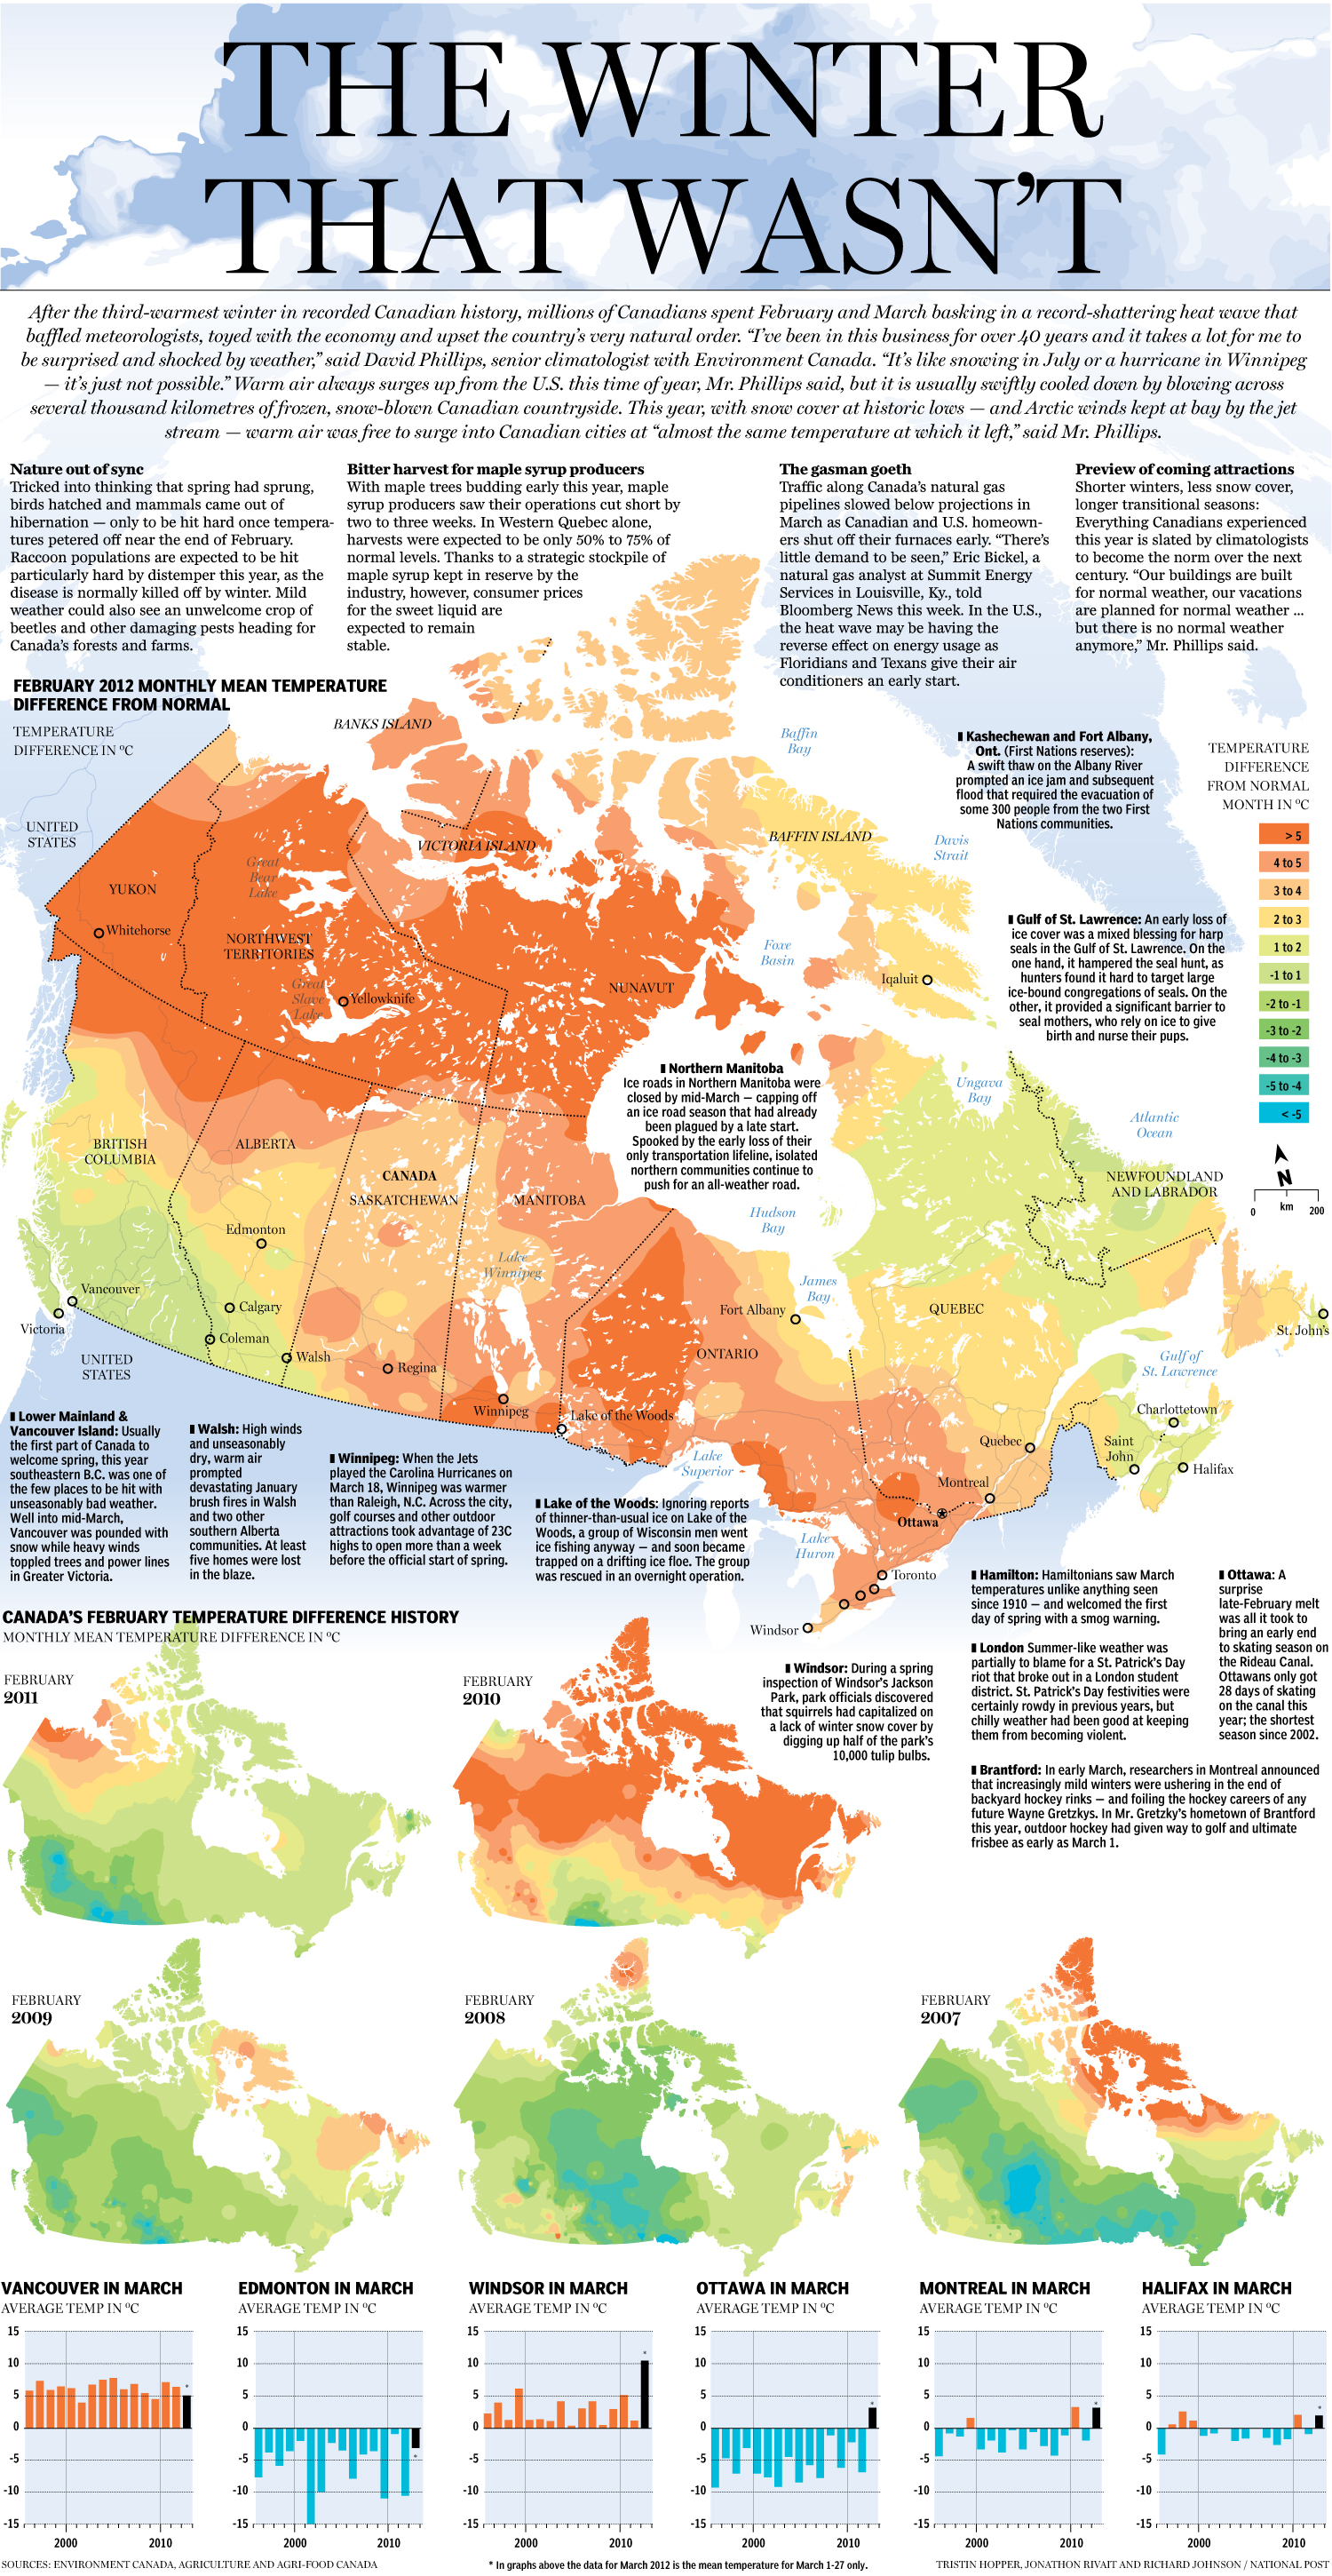 THE WINTER
THAT WASN'T
After the third-warmest winter in recorded Canadian history, millions of Canadians spent February and March basking in a record-shattering heat wave that
baffled meteorologists, toyed with the economy and upset the country's very natural order. “I've been in this business for over 40 years and it takes a lot for me to
be surprised and shocked by weather,” said David Phillips, senior climatologist with Environment Canada. “It's like snowing in July or a hurricane in Winnipeg
— it's just not possible.” Warm air always surges up from the U.S. this time of year, Mr. Phillips said, but it is usually swiftly cooled down by blowing across
several thousand kilometres of frozen, snow-blown Canadian countryside. This year, with snow cover at historic lows — and Arctic winds kept at bay by the jet
stream — warm air was free to surge into Canadian cities at “almost the same temperature at which it left,” said Mr. Phillips.
Nature out of sync
Tricked into thinking that spring had sprung,
birds hatched and mammals came out of
hibernation — only to be hit hard once tempera-
tures petered off near the end of February.
Raccoon populations are expected to be hit
particularly hard by distemper this year, as the
disease is normally killed off by winter. Mild
weather could also see an unwelcome crop of
beetles and other damaging pests heading for
Canada's forests and farms.
Bitter harvest for maple syrup producers
With maple trees budding early this year, maple
syrup producers saw their operations cut short by
two to three weeks. In Western Quebec alone,
harvests were expected to be only 50% to 75% of
normal levels. Thanks to a strategic stockpile of
maple syrup kept in reserve by the
industry, however, consumer prices
for the sweet liquid are
expected to remain
stable.
The gasman goeth
Traffic along Canada's natural gas
pipelines slowed below projections in
March as Canadian and U.S. homeown-
ers shut off their furnaces early. “There's
little demand to be seen,” Eric Bickel, a
natural gas analyst at Summit Energy
Services in Louisville, Ky., told
Bloomberg News this week. In the U.S.,
the heat wave may be having the
reverse effect on energy usage as
Floridians and Texans give their air
conditioners an early start.
Preview of coming attractions
Shorter winters, less snow cover,
longer transitional seasons:
Everything Canadians experienced
this year is slated by climatologists
to become the norm over the next
century. “Our buildings are built
for normal weather, our vacations
are planned for normal weather ...
but there is no normal weather
anymore,” Mr. Phillips said.
FEBRUARY 2012 MONTHLY MEAN TEMPERATURE
DIFFERENCE FROM NORMAL
TEMPERATURE
DIFFERENCE IN ºC
BANKS ISLAND
VICTORIA ISLAND
BAFFIN ISLAND
Baffin
Bay
Davis
Strait
Kashechewan and Fort Albany,
Ont. (First Nations reserves):
A swift thaw on the Albany River
prompted an ice jam and subsequent
flood that required the evacuation of
some 300 people from the two First
Nations communities.
TEMPERATURE
DIFFERENCE
FROM NORMAL
MONTH IN ºC
> 5
4 to 5
3 to 4
2 to 3
1 to 2
-1 to 1
-2 to -1
-3 to -2
-4 to -3
-5 to -4
< -5
N
km
0
200
UNITED
STATES
YUKON
Whitehorse
Great
Bear
Lake
NORTHWEST
TERRITORIES
Great
Slave
Lake
Yellowknife
NUNAVUT
Foxe
Basin
Iqaluit
Gulf of St. Lawrence: An early loss of
ice cover was a mixed blessing for harp
seals in the Gulf of St. Lawrence. On the
one hand, it hampered the seal hunt, as
hunters found it hard to target large
ice-bound congregations of seals. On the
other, it provided a significant barrier to
seal mothers, who rely on ice to give
birth and nurse their pups.
Northern Manitoba
Ice roads in Northern Manitoba were
closed by mid-March — capping off
an ice road season that had already
been plagued by a late start.
Spooked by the early loss of their
only transportation lifeline, isolated
northern communities continue to
push for an all-weather road.
Ungava
Bay
Atlantic
Ocean
BRITISH
COLUMBIA
ALBERTA
CANADA
SASKATCHEWAN
MANITOBA
NEWFOUNDLAND
AND LABRADOR
Hudson
Bay
Edmonton
Lake
Winnipeg
James
Bay
Vancouver
Victoria
Calgary
Coleman
Walsh
Regina
Winnipeg
Lake of the Woods
Fort Albany
ONTARIO
QUEBEC
St. John's
Gulf of
St. Lawrence
UNITED
STATES
Charlottetown
Saint
John
Halifax
Quebec
Montreal
Ottawa
Lake
Superior
Lake
Huron
Toronto
Windsor
Lower Mainland &
Vancouver Island: Usually
the first part of Canada to
welcome spring, this year
southeastern B.C. was one of
the few places to be hit with
unseasonably bad weather.
Well into mid-March,
Vancouver was pounded with
snow while heavy winds
toppled trees and power lines
in Greater Victoria.
Walsh: High winds
and unseasonably
dry, warm air
prompted
devastating January
brush fires in Walsh
and two other
southern Alberta
communities. At least
five homes were lost
in the blaze.
Winnipeg: When the Jets
played the Carolina Hurricanes on
March 18, Winnipeg was warmer
than Raleigh, N.C. Across the city,
golf courses and other outdoor
attractions took advantage of 23C
highs to open more than a week
before the official start of spring.
Lake of the Woods: Ignoring reports
of thinner-than-usual ice on Lake of the
Woods, a group of Wisconsin men went
ice fishing anyway — and soon became
trapped on a drifting ice floe. The group
was rescued in an overnight operation.
Hamilton: Hamiltonians saw March
temperatures unlike anything seen
since 1910 — and welcomed the first
day of spring with a smog warning.
London Summer-like weather was
partially to blame for a St. Patrick's Day
riot that broke out in a London student
district. St. Patrick's Day festivities were
certainly rowdy in previous years, but
chilly weather had been good at keeping
them from becoming violent.
Ottawa: A
surprise
late-February melt
was all it took to
bring an early end
to skating season on
the Rideau Canal.
Ottawans only got
28 days of skating
on the canal this
year; the shortest
season since 2002.
Windsor: During a spring
inspection of Windsor's Jackson
Park, park officials discovered
that squirrels had capitalized on
a lack of winter snow cover by
digging up half of the park's
10,000 tulip bulbs.
Brantford: In early March, researchers in Montreal announced
that increasingly mild winters were ushering in the end of
backyard hockey rinks — and foiling the hockey careers of any
future Wayne Gretzkys. In Mr. Gretzky's hometown of Brantford
this year, outdoor hockey had given way to golf and ultimate
frisbee as early as March 1.
CANADA'S FEBRUARY TEMPERATURE DIFFERENCE HISTORY
MONTHLY MEAN TEMPERATURE DIFFERENCE IN ºC
FEBRUARY
2011
FEBRUARY
2010
FEBRUARY
2009
FEBRUARY
2008
FEBRUARY
2007
VANCOUVER IN MARCH
AVERAGE TEMP IN ºC
15
10
5
0
-5
-10
-15
*
2000
2010
EDMONTON IN MARCH
AVERAGE TEMP IN ºC
15
10
5
0
-5
-10
-15
*
2000
2010
WINDSOR IN MARCH
AVERAGE TEMP IN ºC
15
10
5
0
-5
-10
-15
*
2000
2010
OTTAWA IN MARCH
AVERAGE TEMP IN ºC
15
10
5
0
-5
-10
-15
*
2000
2010
MONTREAL IN MARCH
AVERAGE TEMP IN ºC
15
10
5
0
-5
-10
-15
*
2000
2010
HALIFAX IN MARCH
AVERAGE TEMP IN ºC
15
10
5
0
-5
-10
-15
*
2000
2010
SOURCES: ENVIRONMENT CANADA, AGRICULTURE AND AGRI-FOOD CANADA
* In graphs above the data for March 2012 is the mean temperature for March 1-27 only.
TRISTIN HOPPER, JONATHON RIVAIT AND RICHARD JOHNSON / NATIONAL POST